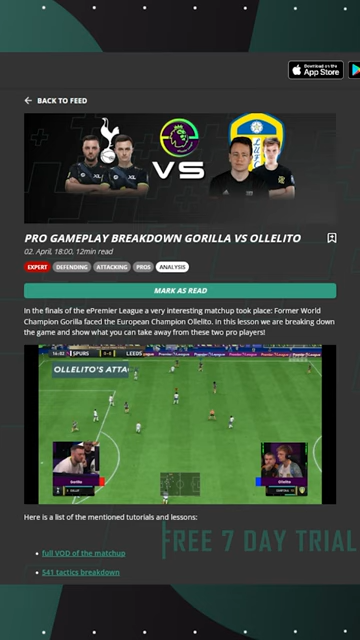 Download on the
App Store
BACK TO FEED
VS
PRO GAMEPLAY BREAKDOWN GORILLA VS OLLELITO
02. April, 18:00, 12min read
EXPERT DEFENDING ATTACKING PROS ANALYSIS
MARK AS READ
In the finals of the ePremier League a very interesting matchup took place: Former World
Champion Gorilla faced the European Champion Ollelito. In this lesson we are breaking down
the game and show what you can take away from these two pro players!
SPURS LEEDS
OLLELITO'S ATTA
Gorilla
Ollelito
Here is a list of the mentioned tutorials and lessons:
FREE 7 DAY TRIAL
full VOD of the matchup
541 tactics breakdown